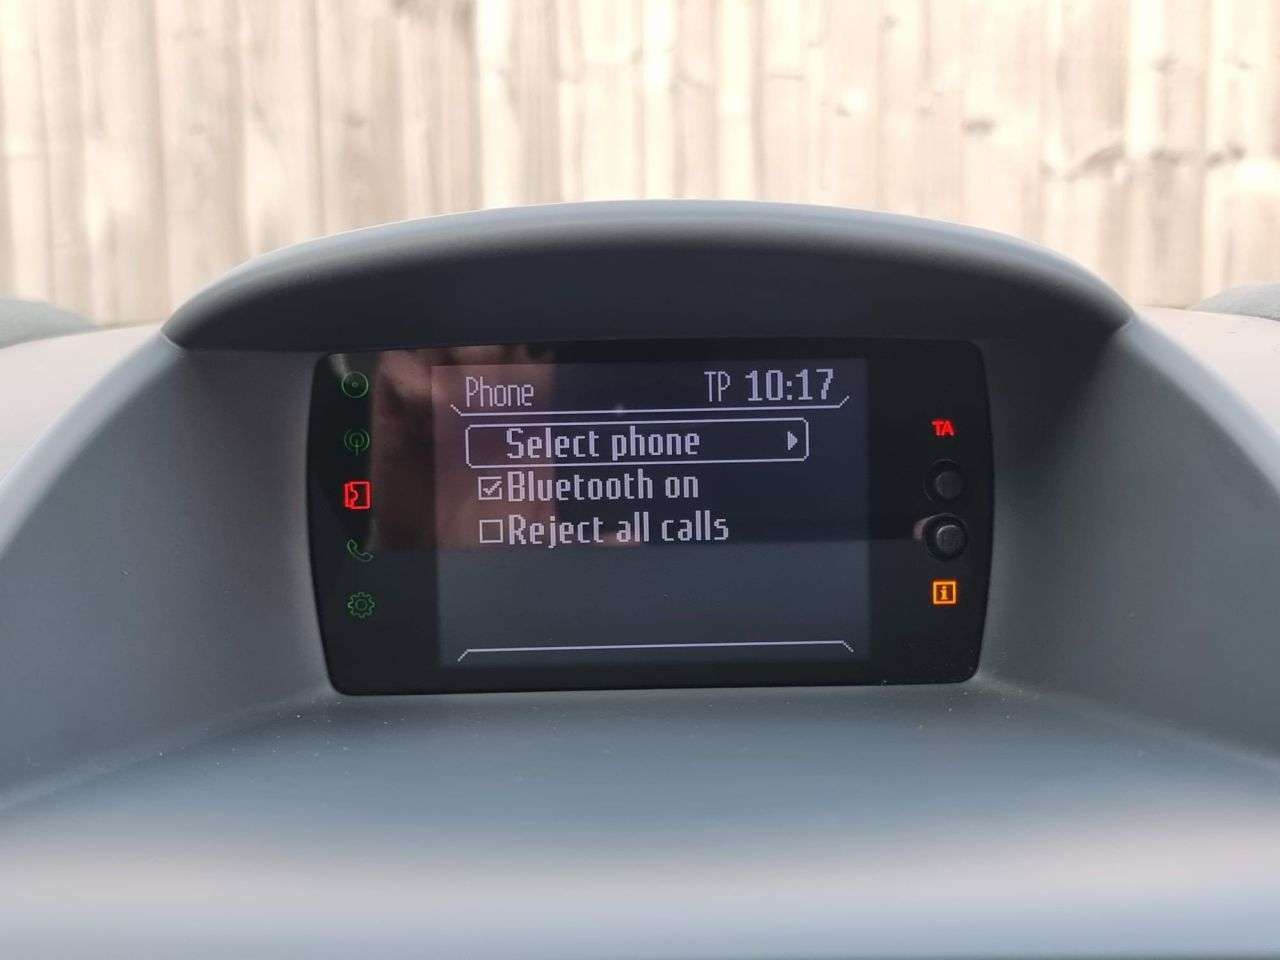 Phone TP 10:17
Select phone
Bluetooth on
Reject all calls
TA
i